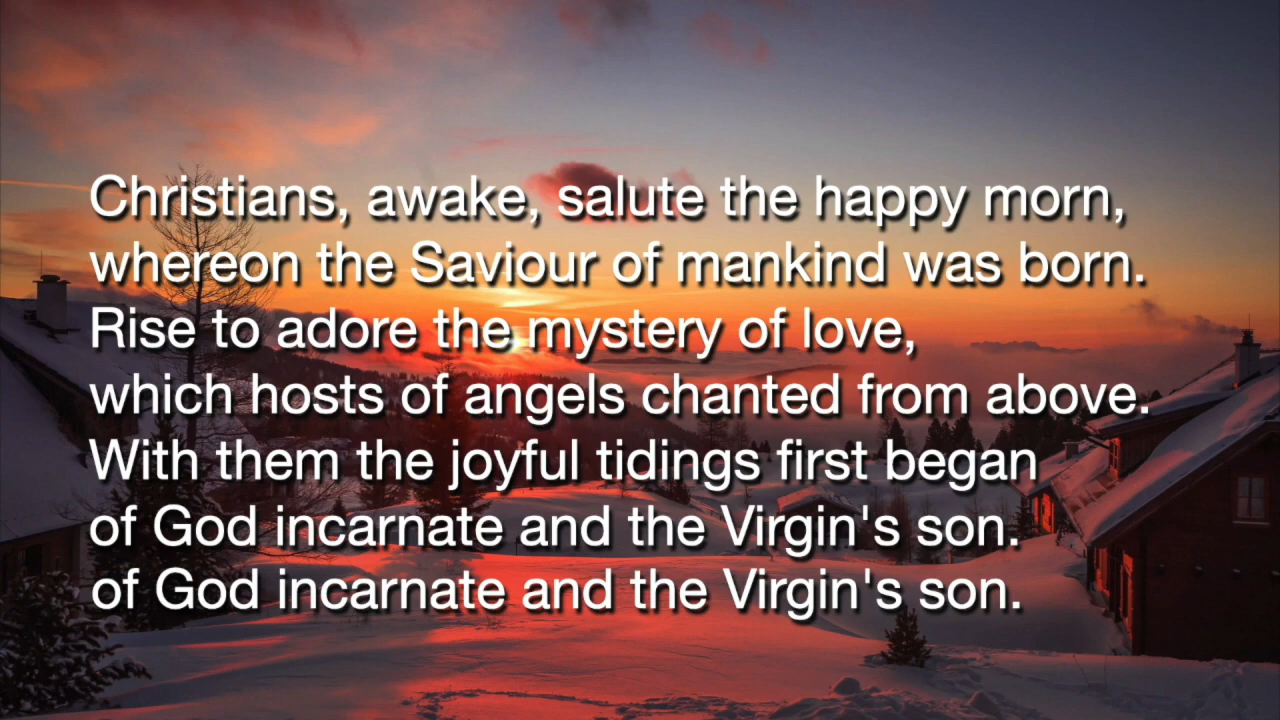 Christians, awake, salute the happy morn,
whereon the Saviour of mankind was born.
Rise to adore the mystery of love,
which hosts of angels chanted from above.
With them the joyful tidings first began
of God incarnate and the Virgin's son.
of God incarnate and the Virgin's son.